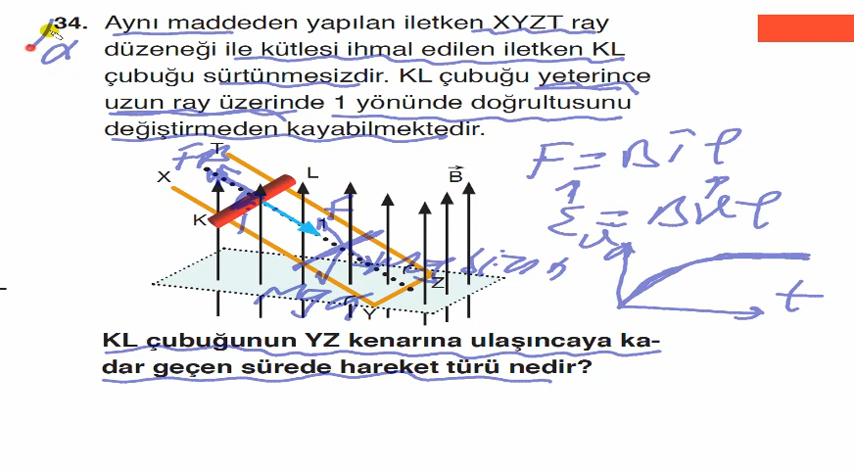 34. Aynı maddeden yapılan iletken XYZT ray
düzeneği ile kütlesi ihmal edilen iletken KL
çubuğu sürtünmesizdir. KL çubuğu yeterince
uzun ray üzerinde 1 yönünde doğrultusunu
değiştirmeden kayabilmektedir.
α
T
X
L
B
K
1
Z
Y
F = B i l
ε = B v l
v
t
KL çubuğunun YZ kenarına ulaşıncaya ka-
dar geçen sürede hareket türü nedir?